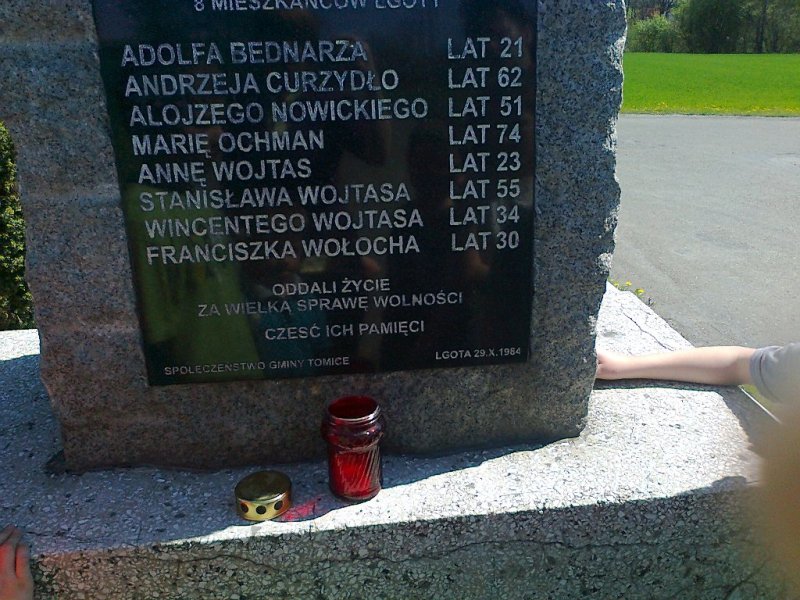 8 MIESZKAŃCÓW LGOTY
ADOLFA BEDNARZA LAT 21
ANDRZEJA CURZYDŁO LAT 62
ALOJZEGO NOWICKIEGO LAT 51
MARIĘ OCHMAN LAT 74
ANNĘ WOJTAS LAT 23
STANISŁAWA WOJTASA LAT 55
WINCENTEGO WOJTASA LAT 34
FRANCISZKA WOŁOCHA LAT 30
ODDALI ŻYCIE
ZA WIELKĄ SPRAWĘ WOLNOŚCI
CZEŚĆ ICH PAMIĘCI
SPOŁECZEŃSTWO GMINY TOMICE LGOTA 29.X.1984